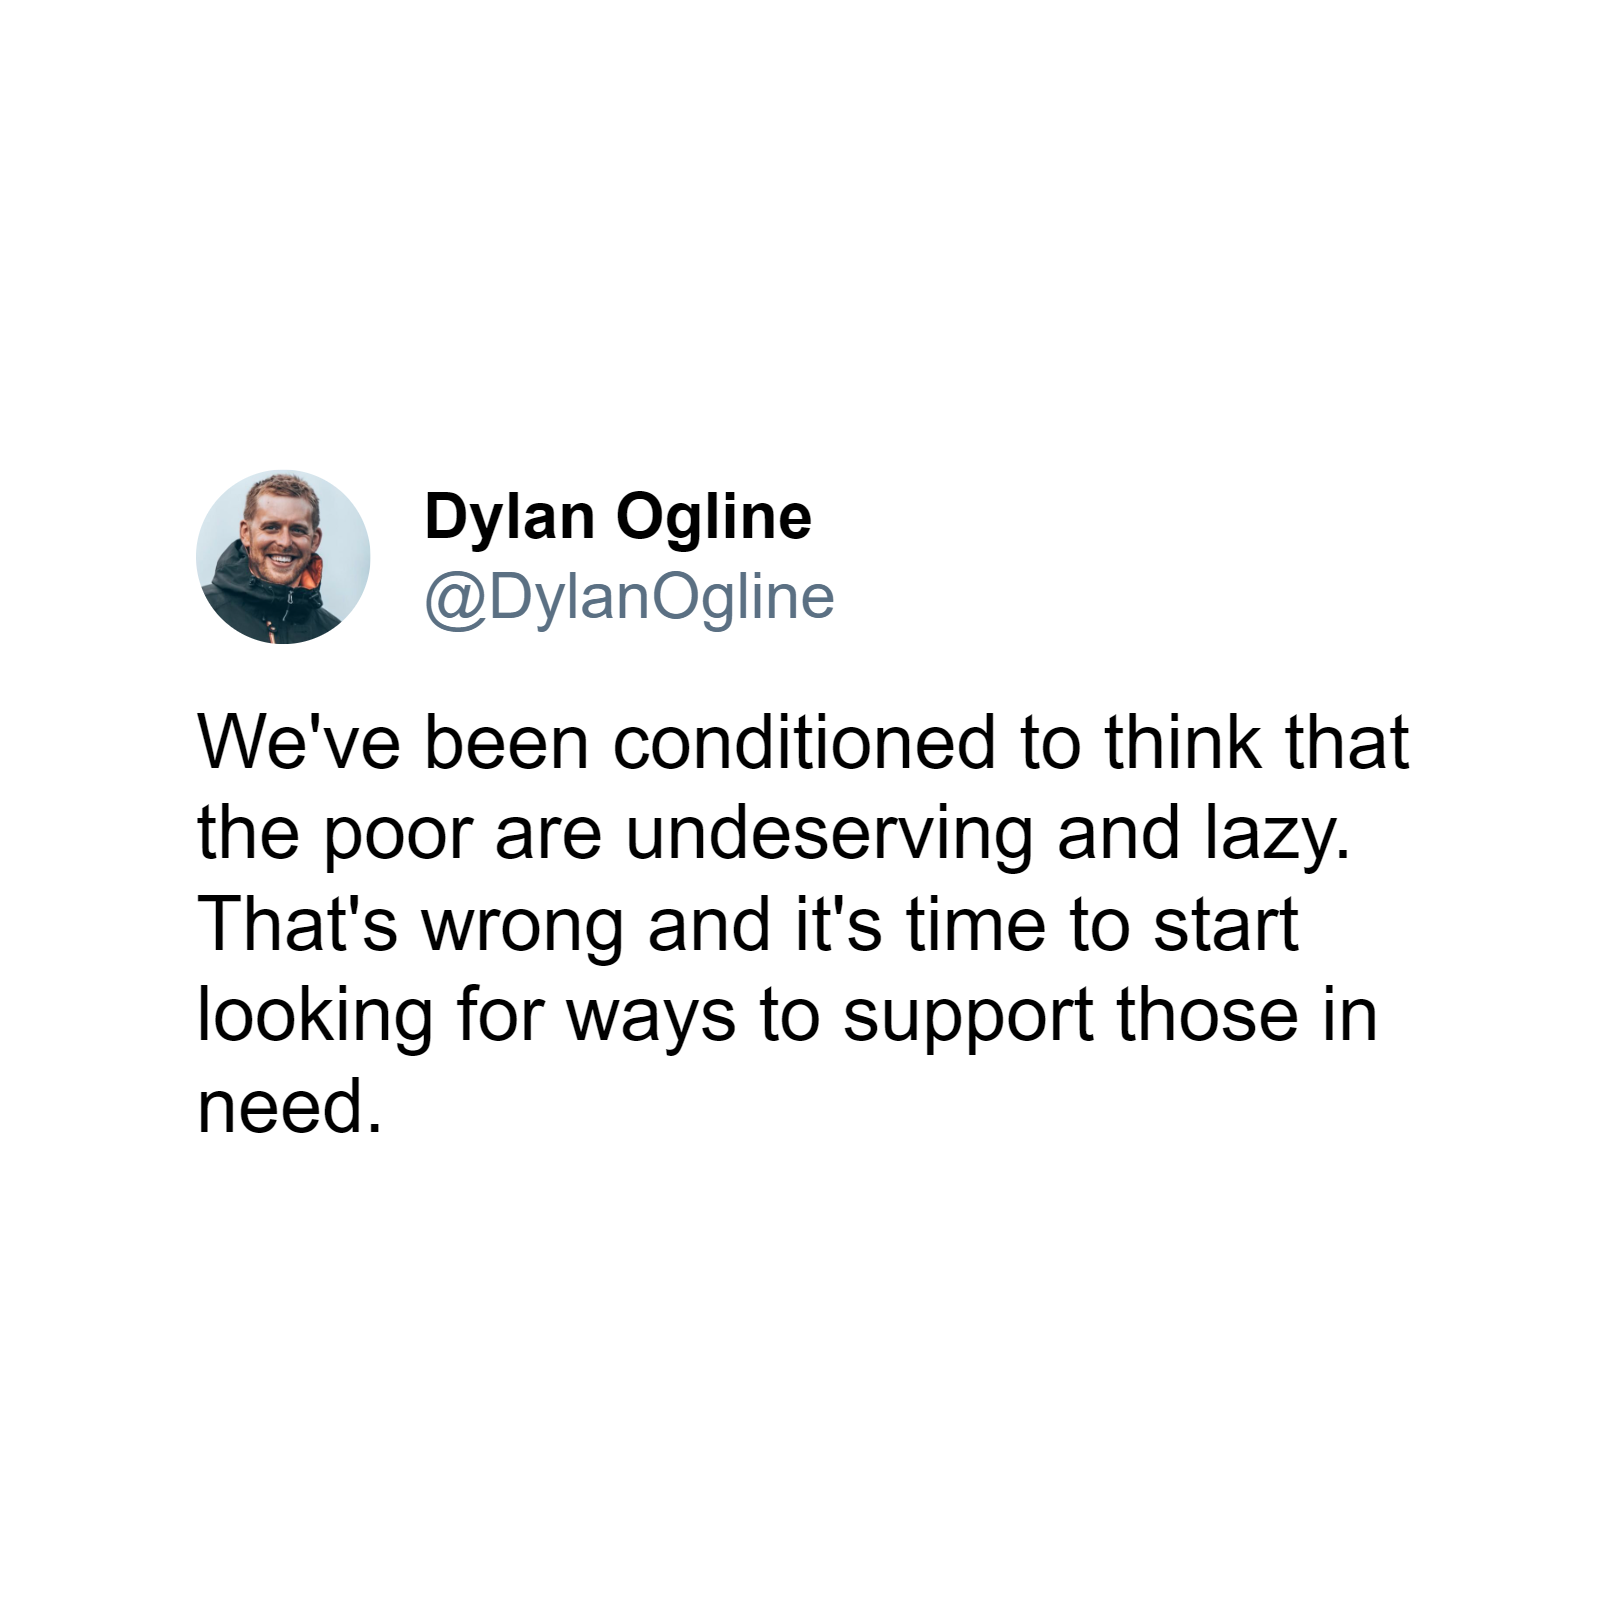 Dylan Ogline
@DylanOgline
We've been conditioned to think that
the poor are undeserving and lazy.
That's wrong and it's time to start
looking for ways to support those in
need.